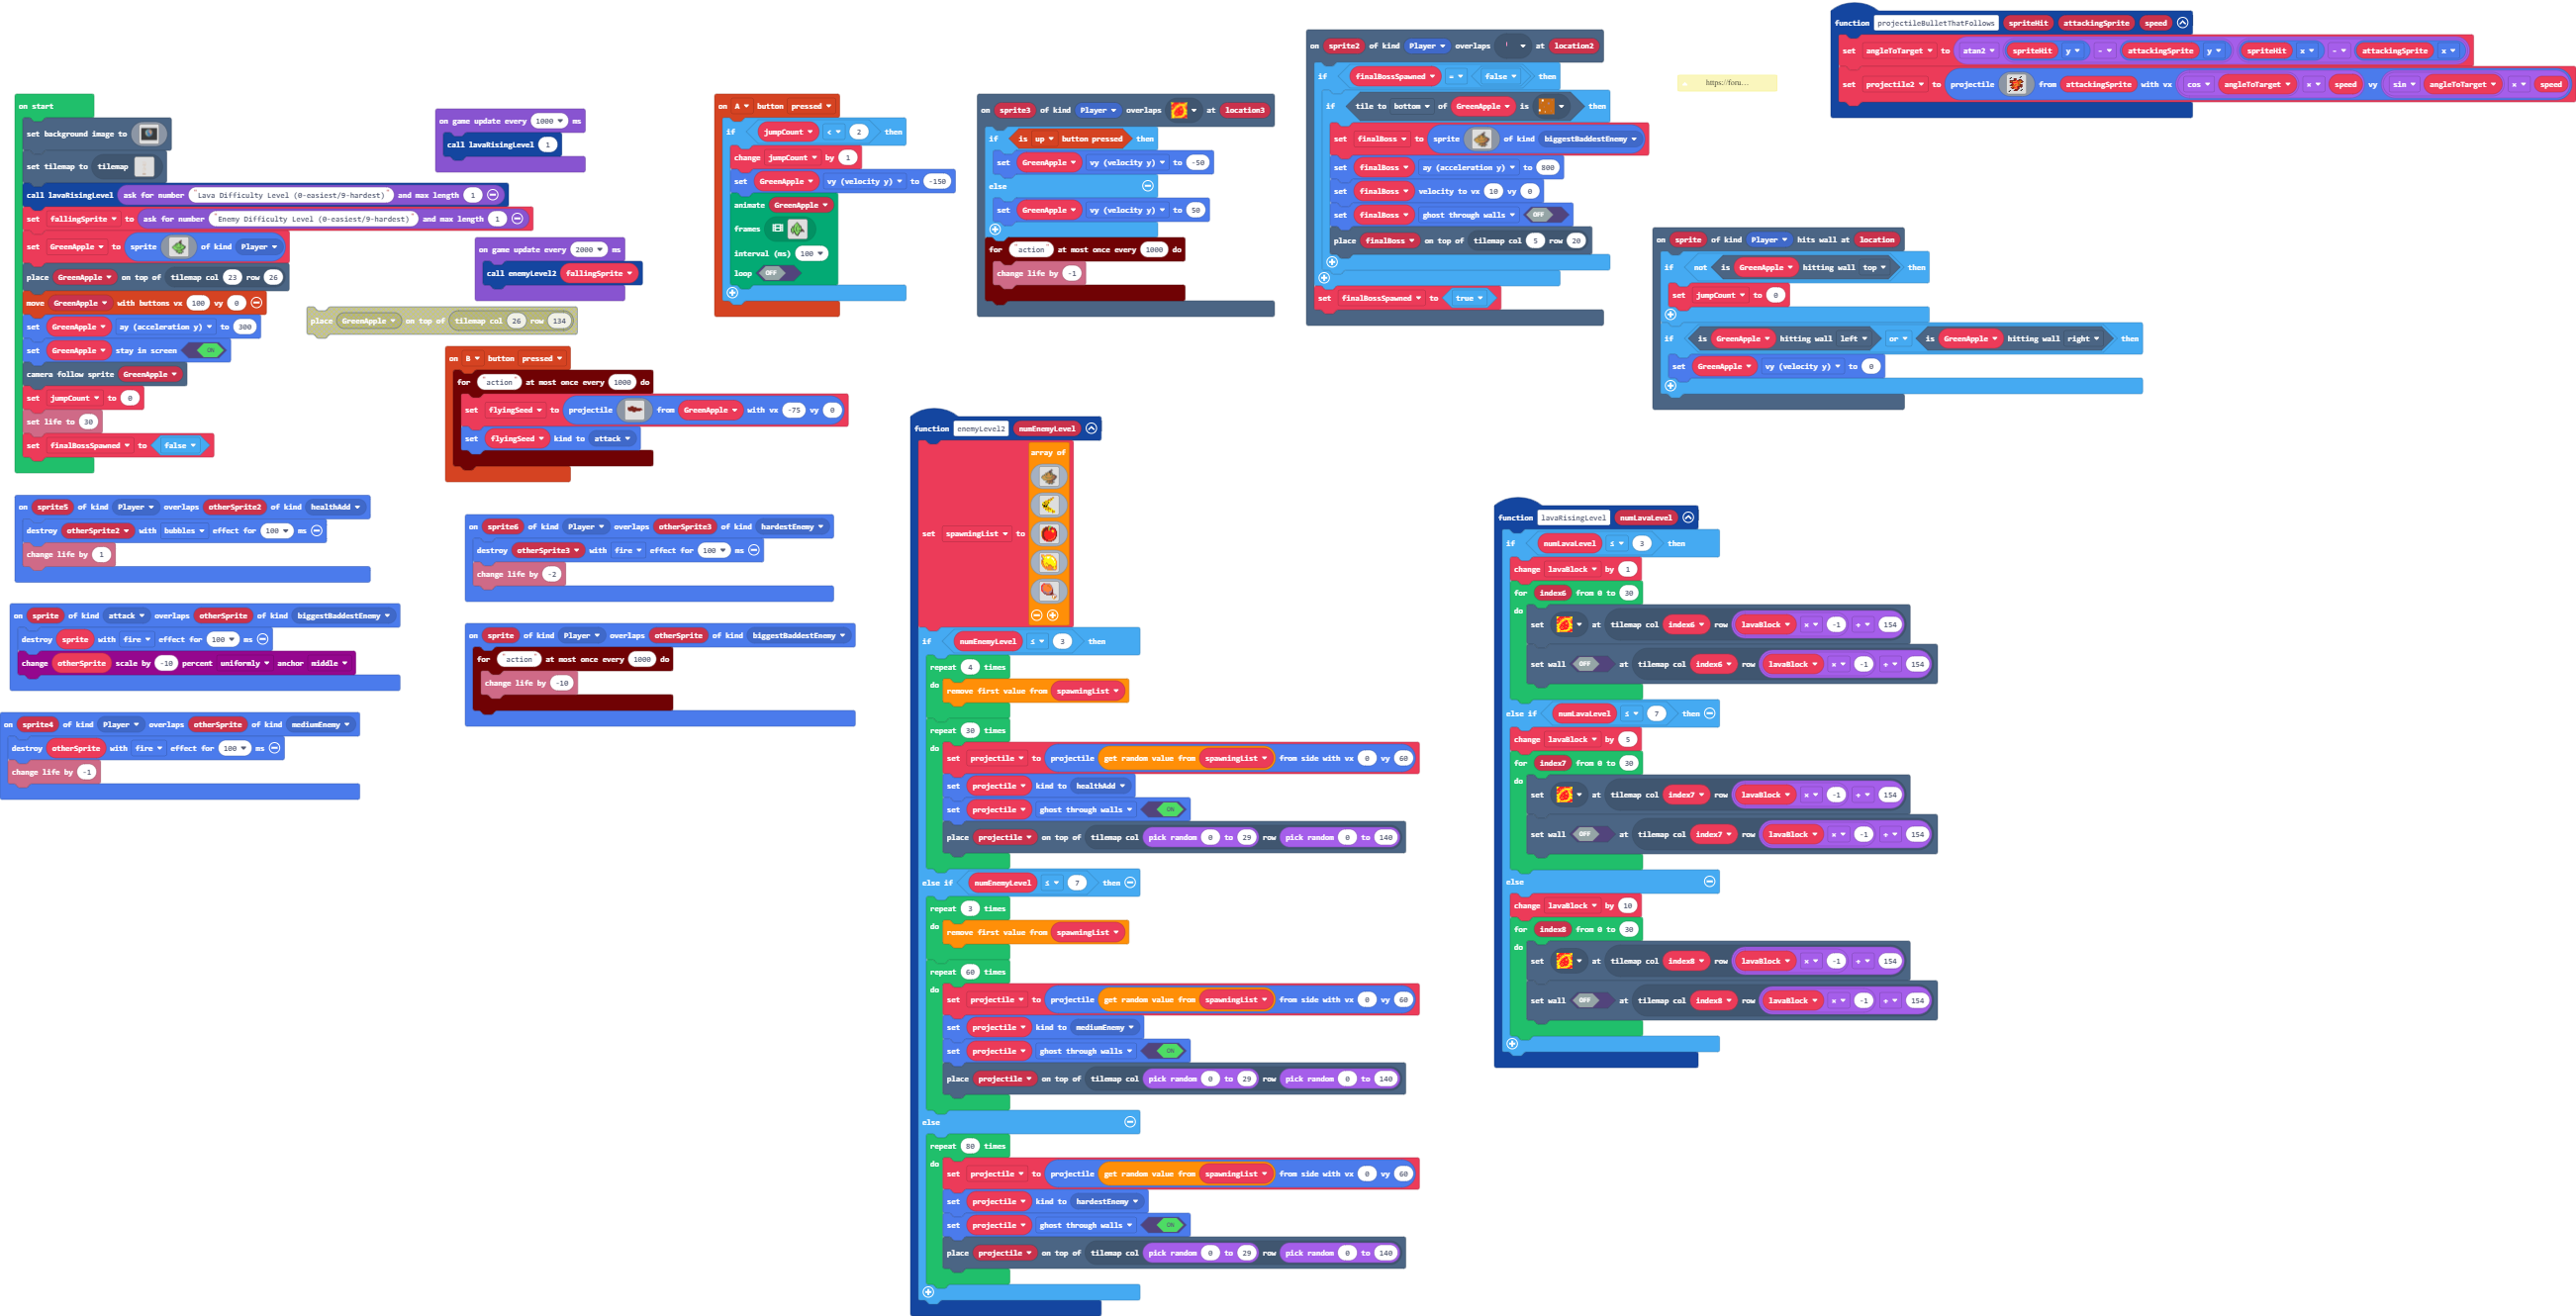 on start
set background image to
set tilemap to tilemap
call lavaRisingLevel ask for number "Lava Difficulty Level (0-easiest/9-hardest)" and max length 1
set fallingSprite to ask for number "Enemy Difficulty Level (0-easiest/9-hardest)" and max length 1
set GreenApple to sprite of kind Player
place GreenApple on top of tilemap col 23 row 26
move GreenApple with buttons vx 100 vy 0
set GreenApple ay (acceleration y) to 300
set GreenApple stay in screen ON
camera follow sprite GreenApple
set jumpCount to 0
set life to 30
set finalBossSpawned to false
on sprite5 of kind Player overlaps otherSprite2 of kind healthAdd
destroy otherSprite2 with bubbles effect for 100 ms
change life by 1
on sprite of kind attack overlaps otherSprite of kind biggestBaddestEnemy
destroy sprite with fire effect for 100 ms
change otherSprite scale by -10 percent uniformly anchor middle
on sprite4 of kind Player overlaps otherSprite of kind mediumEnemy
destroy otherSprite with fire effect for 100 ms
change life by -1
on game update every 1000 ms
call lavaRisingLevel 1
on game update every 2000 ms
call enemyLevel2 fallingSprite
place GreenApple on top of tilemap col 26 row 134
on B button pressed
for "action" at most once every 1000 do
set flyingSeed to projectile from GreenApple with vx -75 vy 0
set flyingSeed kind to attack
on sprite6 of kind Player overlaps otherSprite3 of kind hardestEnemy
destroy otherSprite3 with fire effect for 100 ms
change life by -2
on sprite of kind Player overlaps otherSprite of kind biggestBaddestEnemy
for "action" at most once every 1000 do
change life by -10
on A button pressed
if jumpCount < 2 then
change jumpCount by 1
set GreenApple vy (velocity y) to -150
animate GreenApple
frames
interval (ms) 100
loop OFF
on sprite3 of kind Player overlaps at location3
if is up button pressed then
set GreenApple vy (velocity y) to -50
else
set GreenApple vy (velocity y) to 50
for "action" at most once every 1000 do
change life by -1
on sprite2 of kind Player overlaps at location2
if finalBossSpawned = false then
if tile to bottom of GreenApple is then
set finalBoss to sprite of kind biggestBaddestEnemy
set finalBoss ay (acceleration y) to 800
set finalBoss velocity to vx 10 vy 0
set finalBoss ghost through walls OFF
place finalBoss on top of tilemap col 5 row 20
set finalBossSpawned to true
https://foru...
function projectileBulletThatFollows spriteHit attackingSprite speed
set angleToTarget to atan2 spriteHit y - attackingSprite y spriteHit x - attackingSprite x
set projectile2 to projectile from attackingSprite with vx cos angleToTarget × speed vy sin angleToTarget × speed
on sprite of kind Player hits wall at location
if not is GreenApple hitting wall top then
set jumpCount to 0
if is GreenApple hitting wall left or is GreenApple hitting wall right then
set GreenApple vy (velocity y) to 0
function enemyLevel2 numEnemyLevel
array of
set spawningList to
if numEnemyLevel ≤ 3 then
repeat 4 times
do
remove first value from spawningList
repeat 30 times
do
set projectile to projectile get random value from spawningList from side with vx 0 vy 60
set projectile kind to healthAdd
set projectile ghost through walls ON
place projectile on top of tilemap col pick random 0 to 29 row pick random 0 to 140
else if numEnemyLevel ≤ 7 then
repeat 3 times
do
remove first value from spawningList
repeat 60 times
do
set projectile to projectile get random value from spawningList from side with vx 0 vy 60
set projectile kind to mediumEnemy
set projectile ghost through walls ON
place projectile on top of tilemap col pick random 0 to 29 row pick random 0 to 140
else
repeat 80 times
do
set projectile to projectile get random value from spawningList from side with vx 0 vy 60
set projectile kind to hardestEnemy
set projectile ghost through walls ON
place projectile on top of tilemap col pick random 0 to 29 row pick random 0 to 140
function lavaRisingLevel numLavaLevel
if numLavaLevel ≤ 3 then
change lavaBlock by 1
for index6 from 0 to 30
do
set at tilemap col index6 row lavaBlock × -1 + 154
set wall OFF at tilemap col index6 row lavaBlock × -1 + 154
else if numLavaLevel ≤ 7 then
change lavaBlock by 5
for index7 from 0 to 30
do
set at tilemap col index7 row lavaBlock × -1 + 154
set wall OFF at tilemap col index7 row lavaBlock × -1 + 154
else
change lavaBlock by 10
for index8 from 0 to 30
do
set at tilemap col index8 row lavaBlock × -1 + 154
set wall OFF at tilemap col index8 row lavaBlock × -1 + 154